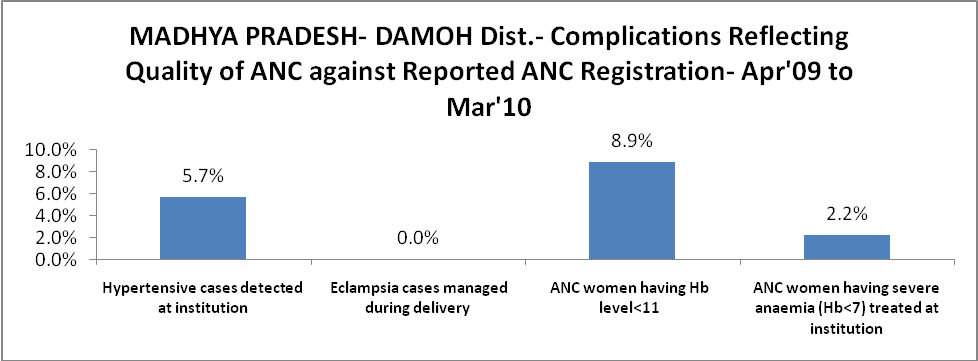 MADHYA PRADESH- DAMOH Dist.- Complications Reflecting
Quality of ANC against Reported ANC Registration- Apr'09 to
Mar'10
10.0%
8.0%
6.0%
4.0%
2.0%
0.0%
5.7%
0.0%
8.9%
2.2%
Hypertensive cases detected
at institution
Eclampsia cases managed
during delivery
ANC women having Hb
level<11
ANC women having severe
anaemia (Hb<7) treated at
institution